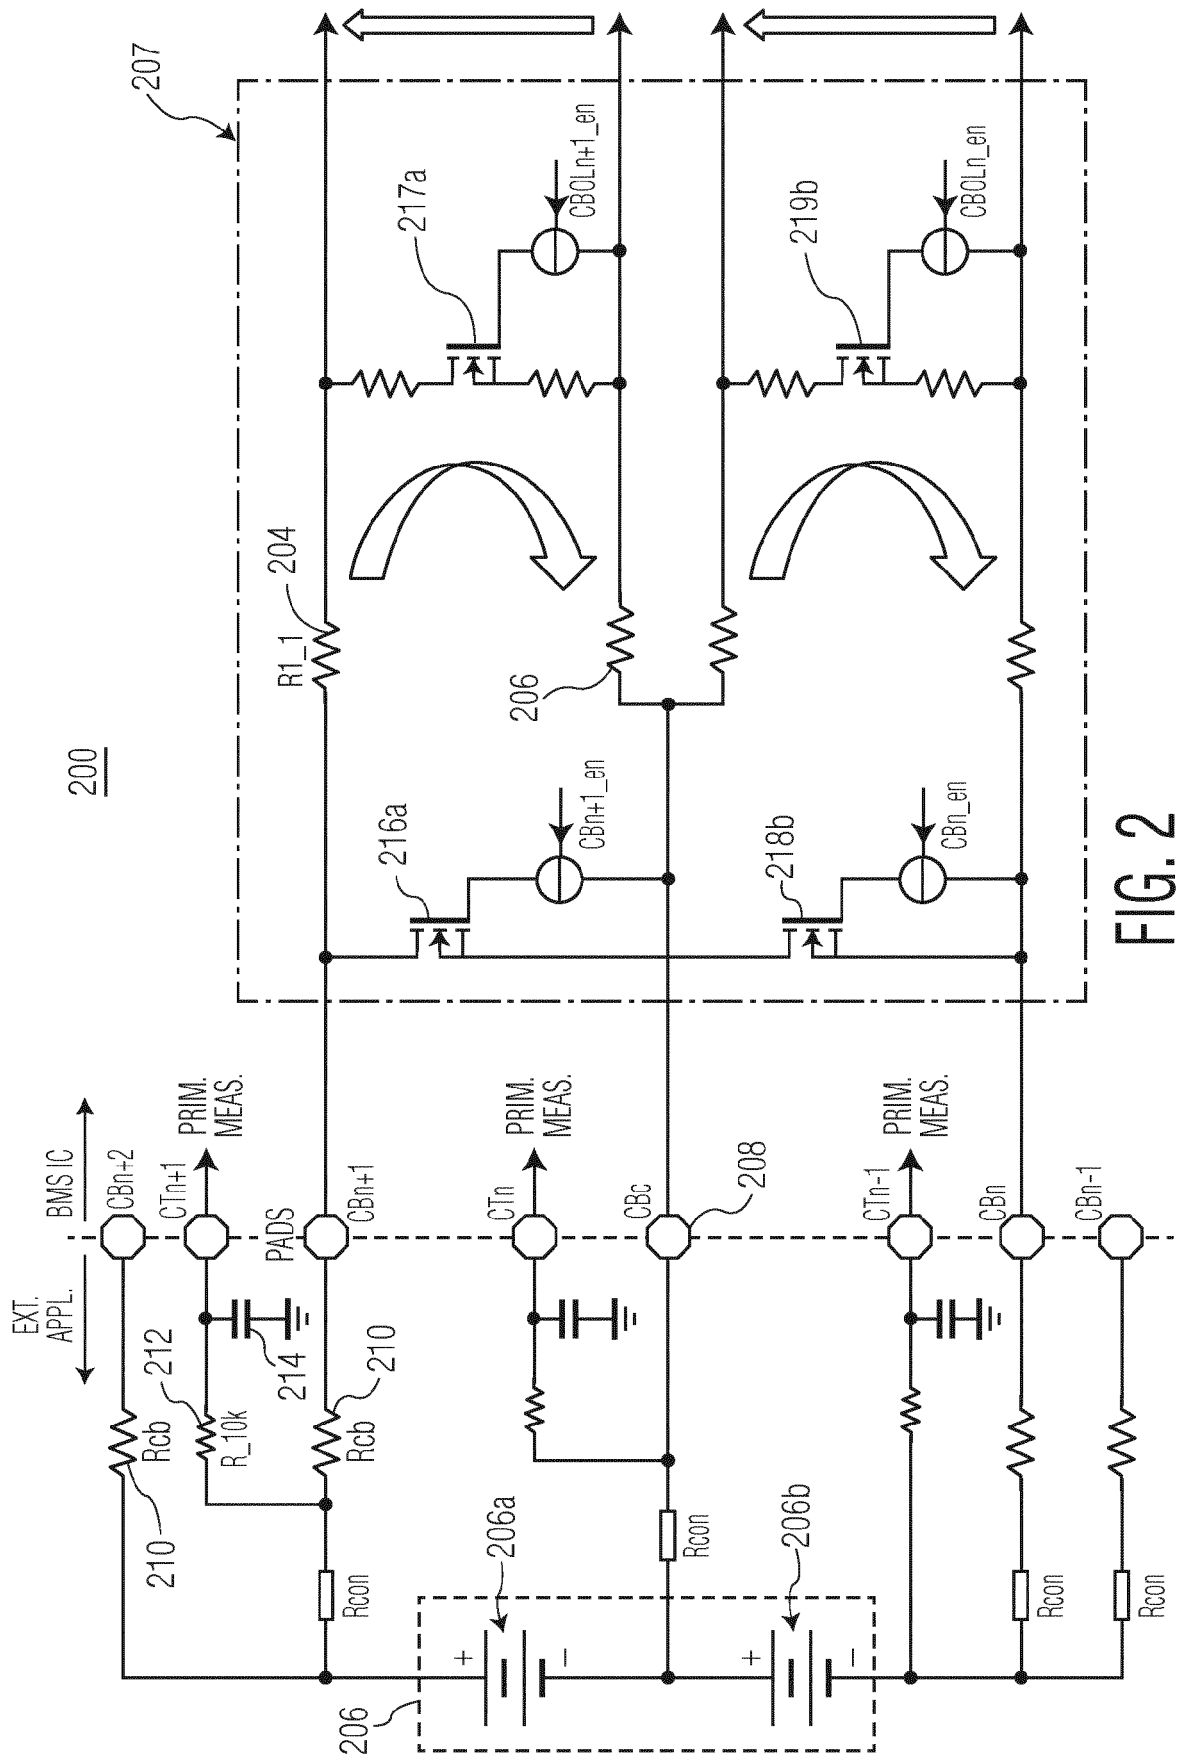 200
207
EXT.
APPL.
BMS IC
CBn+2
CTn+1
PRIM.
MEAS.
PADS
CBn+1
CTn
PRIM.
MEAS.
CBc
208
CTn-1
PRIM.
MEAS.
CBn
CBn-1
210
Rcb
212
R_10k
214
Rcb
210
Rcon
206
+
206a
−
Rcon
+
206b
−
Rcon
Rcon
216a
CBn+1_en
218b
CBn_en
R1_1
204
206
217a
CBOLn+1_en
219b
CBOLn_en
FIG. 2